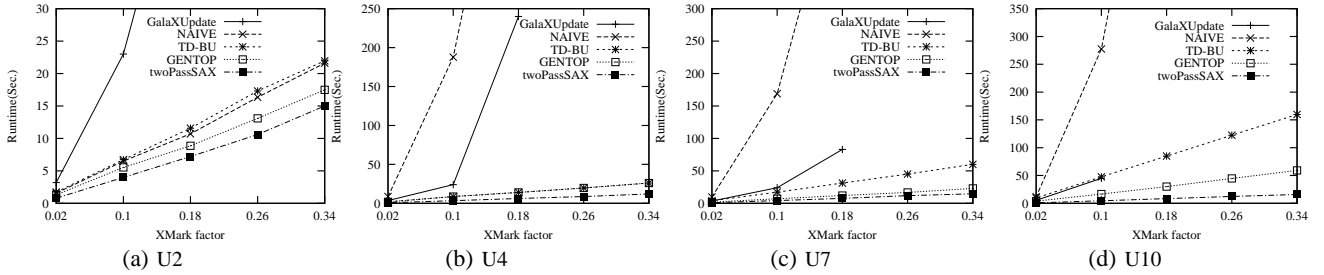 30
25
20
15
10
5
0
Runtime(Sec.)
GalaXUpdate
NAIVE
TD-BU
GENTOP
twoPassSAX
0.02 0.1 0.18 0.26 0.34
XMark factor
(a) U2
250
200
150
100
50
0
Runtime(Sec.)
GalaXUpdate
NAIVE
TD-BU
GENTOP
twoPassSAX
0.02 0.1 0.18 0.26 0.34
XMark factor
(b) U4
300
250
200
150
100
50
0
Runtime(Sec.)
GalaXUpdate
NAIVE
TD-BU
GENTOP
twoPassSAX
0.02 0.1 0.18 0.26 0.34
XMark factor
(c) U7
350
300
250
200
150
100
50
0
Runtime(Sec.)
GalaXUpdate
NAIVE
TD-BU
GENTOP
twoPassSAX
0.02 0.1 0.18 0.26 0.34
XMark factor
(d) U10